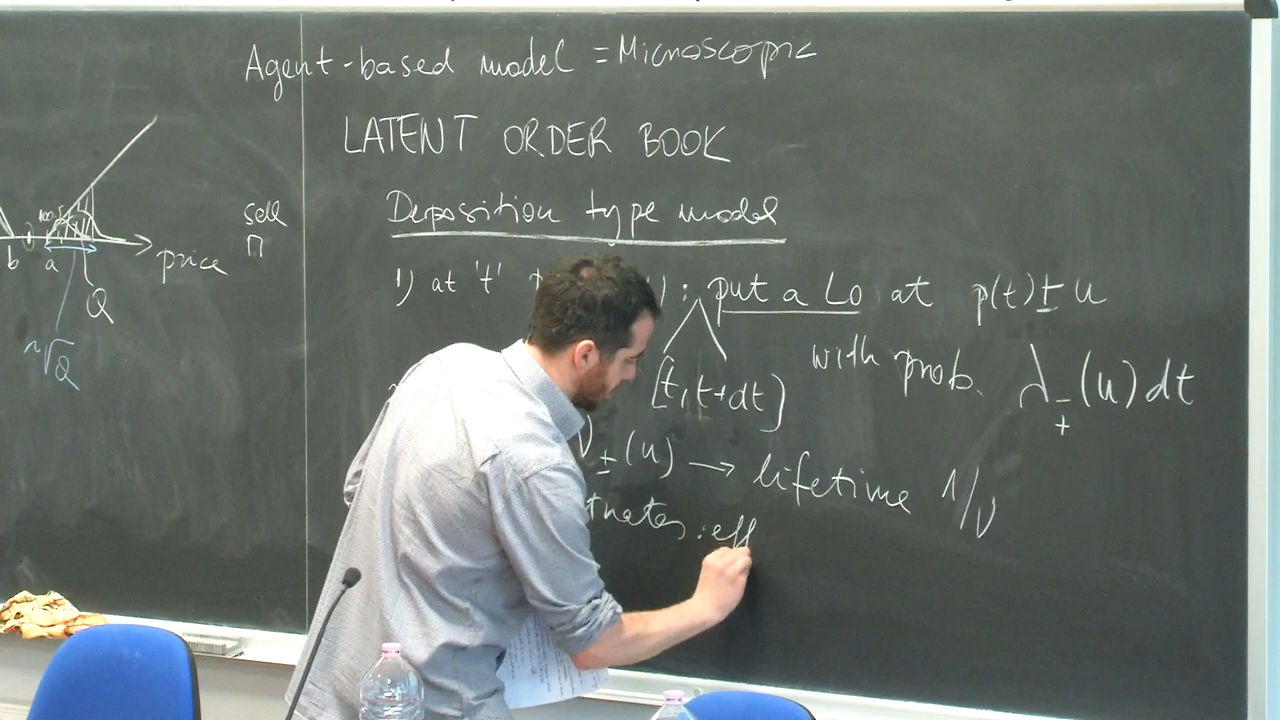 Agent-based model = Microscopic
LATENT ORDER BOOK
Deposition type model
1) at 't' : put a LO at p(t) ± u
[t, t+dt] with prob. λ∓(u)dt
ν±(u) → lifetime 1/ν
: eff
sell
price
b a
Q
~√Q